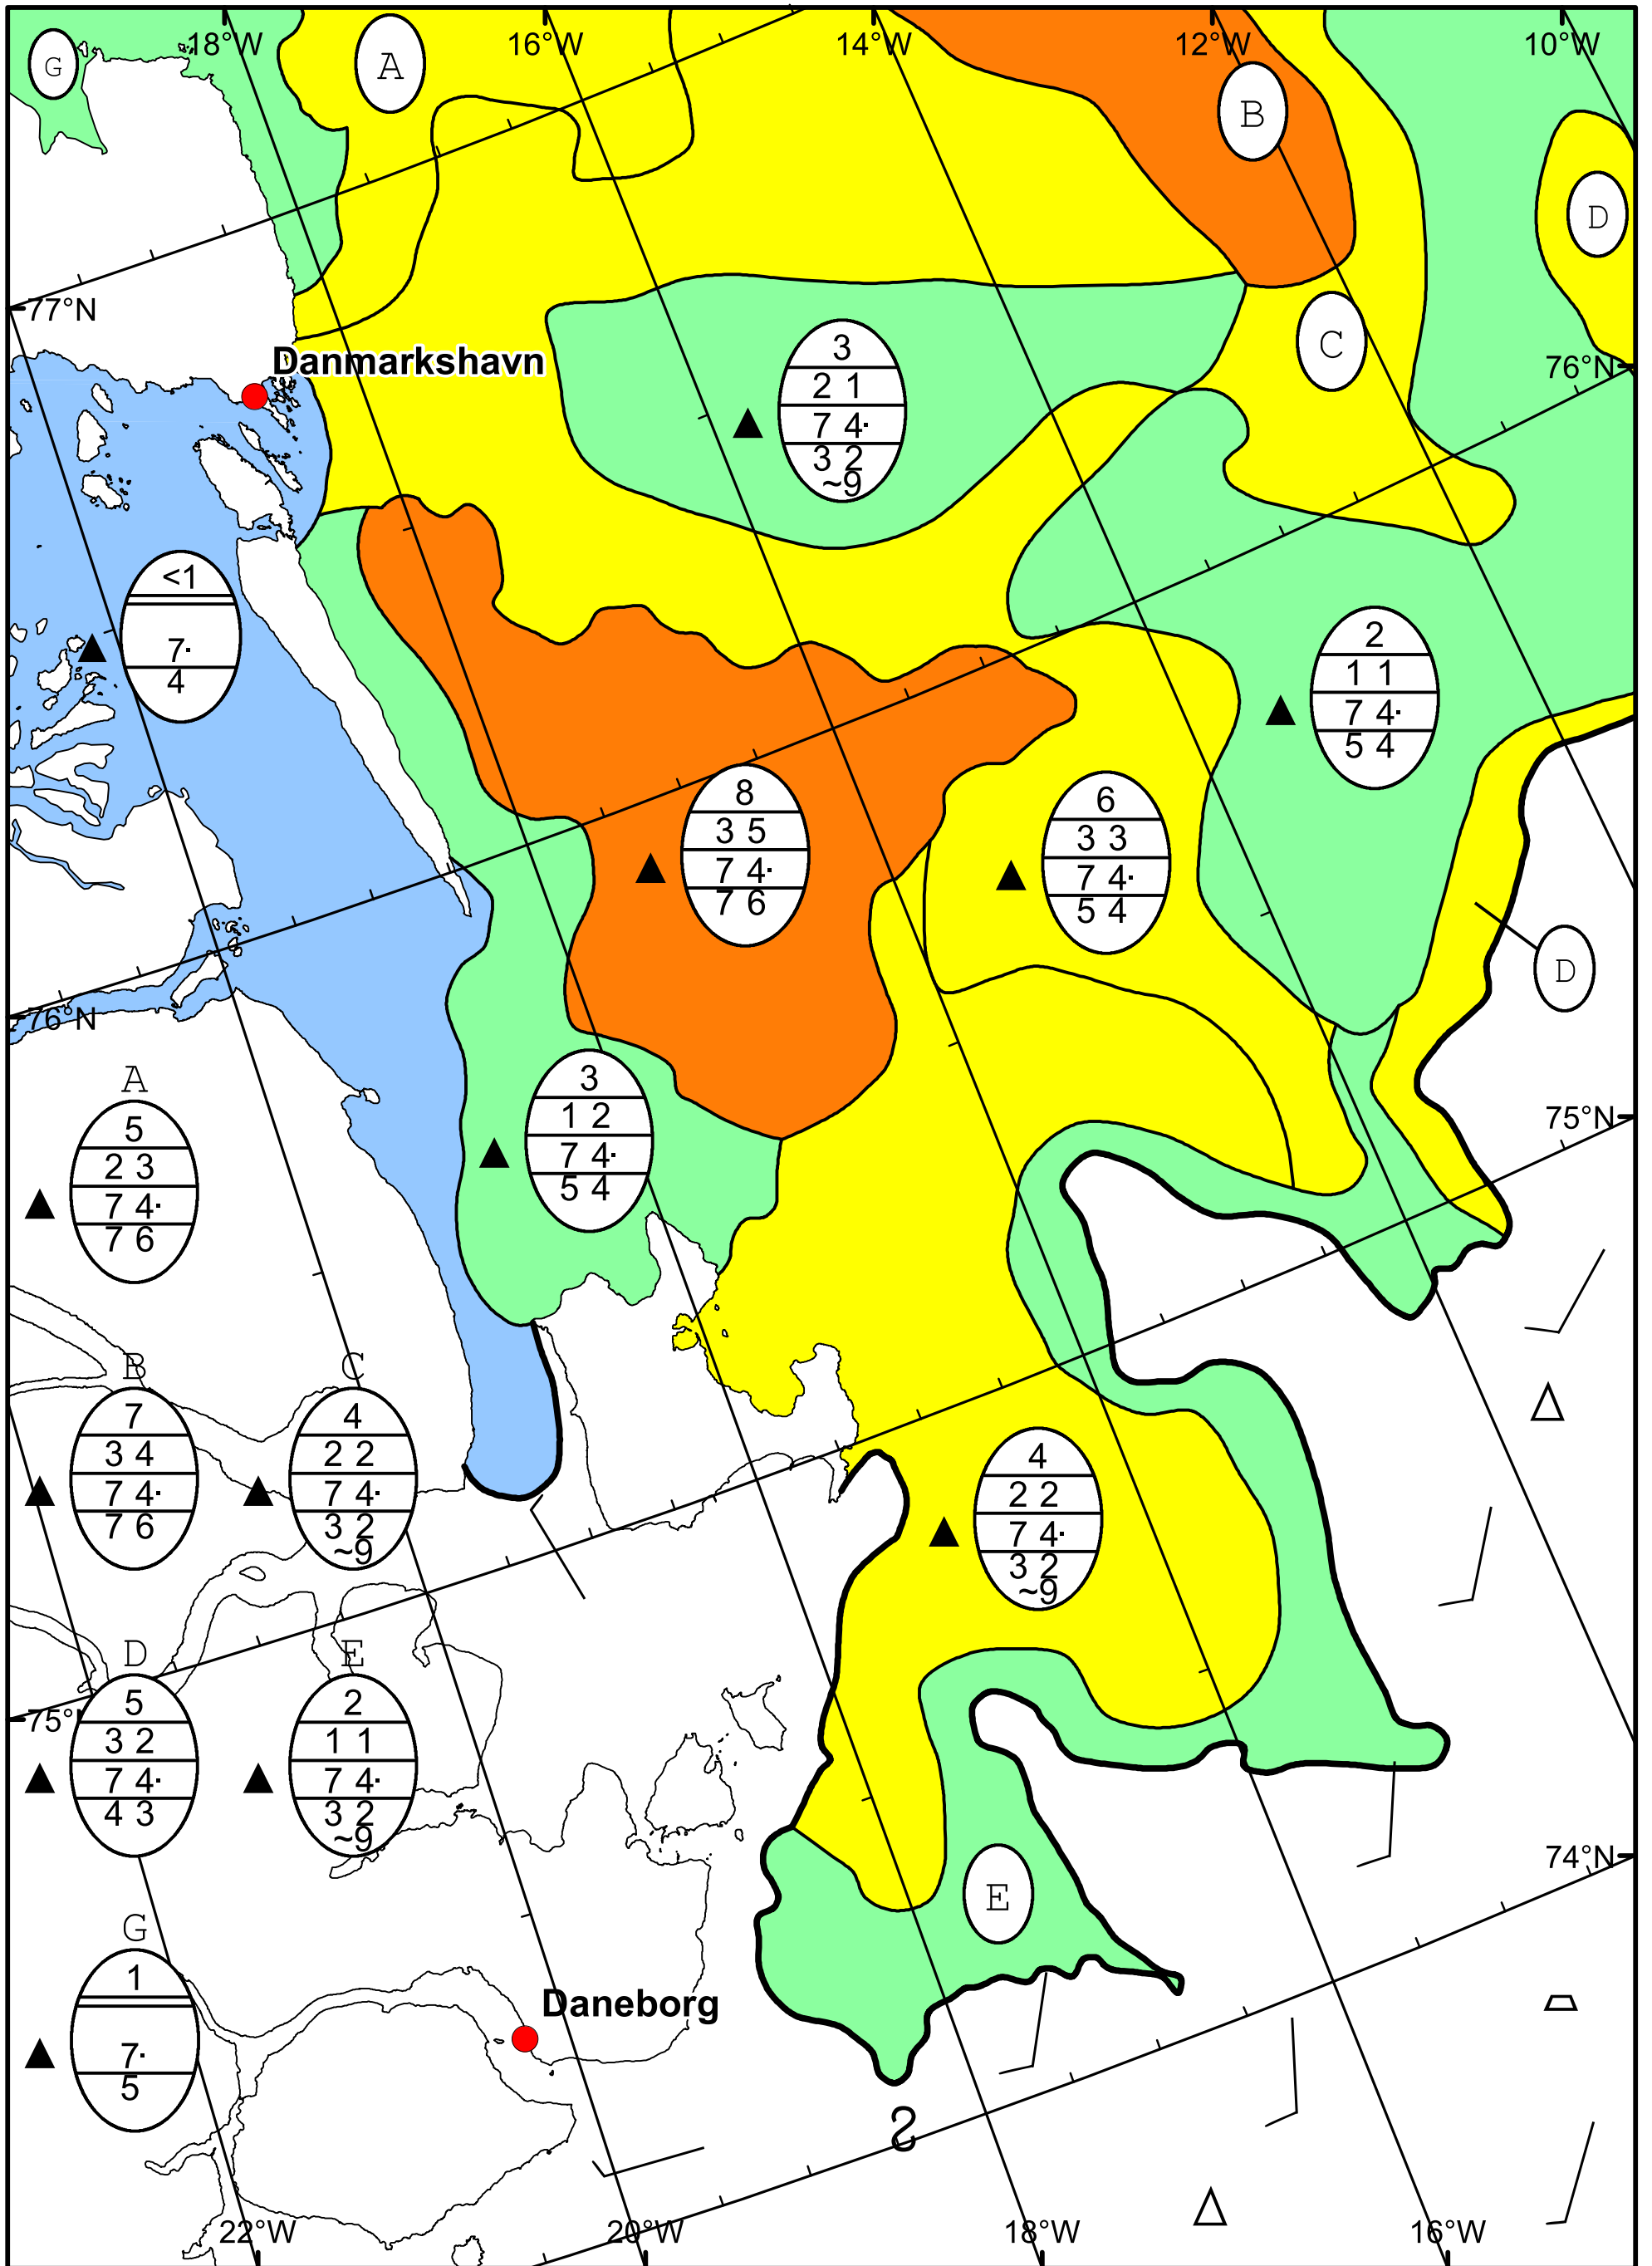 18°W
16°W
14°W
12°W
10°W
G
A
B
C
D
77°N
76°N
Danmarkshavn
3
2 1
7 4·
3 2
~9
<1
7·
4
2
1 1
7 4·
5 4
8
3 5
7 4·
7 6
6
3 3
7 4·
5 4
D
76°N
3
1 2
7 4·
5 4
75°N
A
5
2 3
7 4·
7 6
B
7
3 4
7 4·
7 6
C
4
2 2
7 4·
3 2
~9
4
2 2
7 4·
3 2
~9
D
5
3 2
7 4·
4 3
E
2
1 1
7 4·
3 2
~9
75°N
74°N
E
G
1
7·
5
Daneborg
22°W
20°W
18°W
16°W